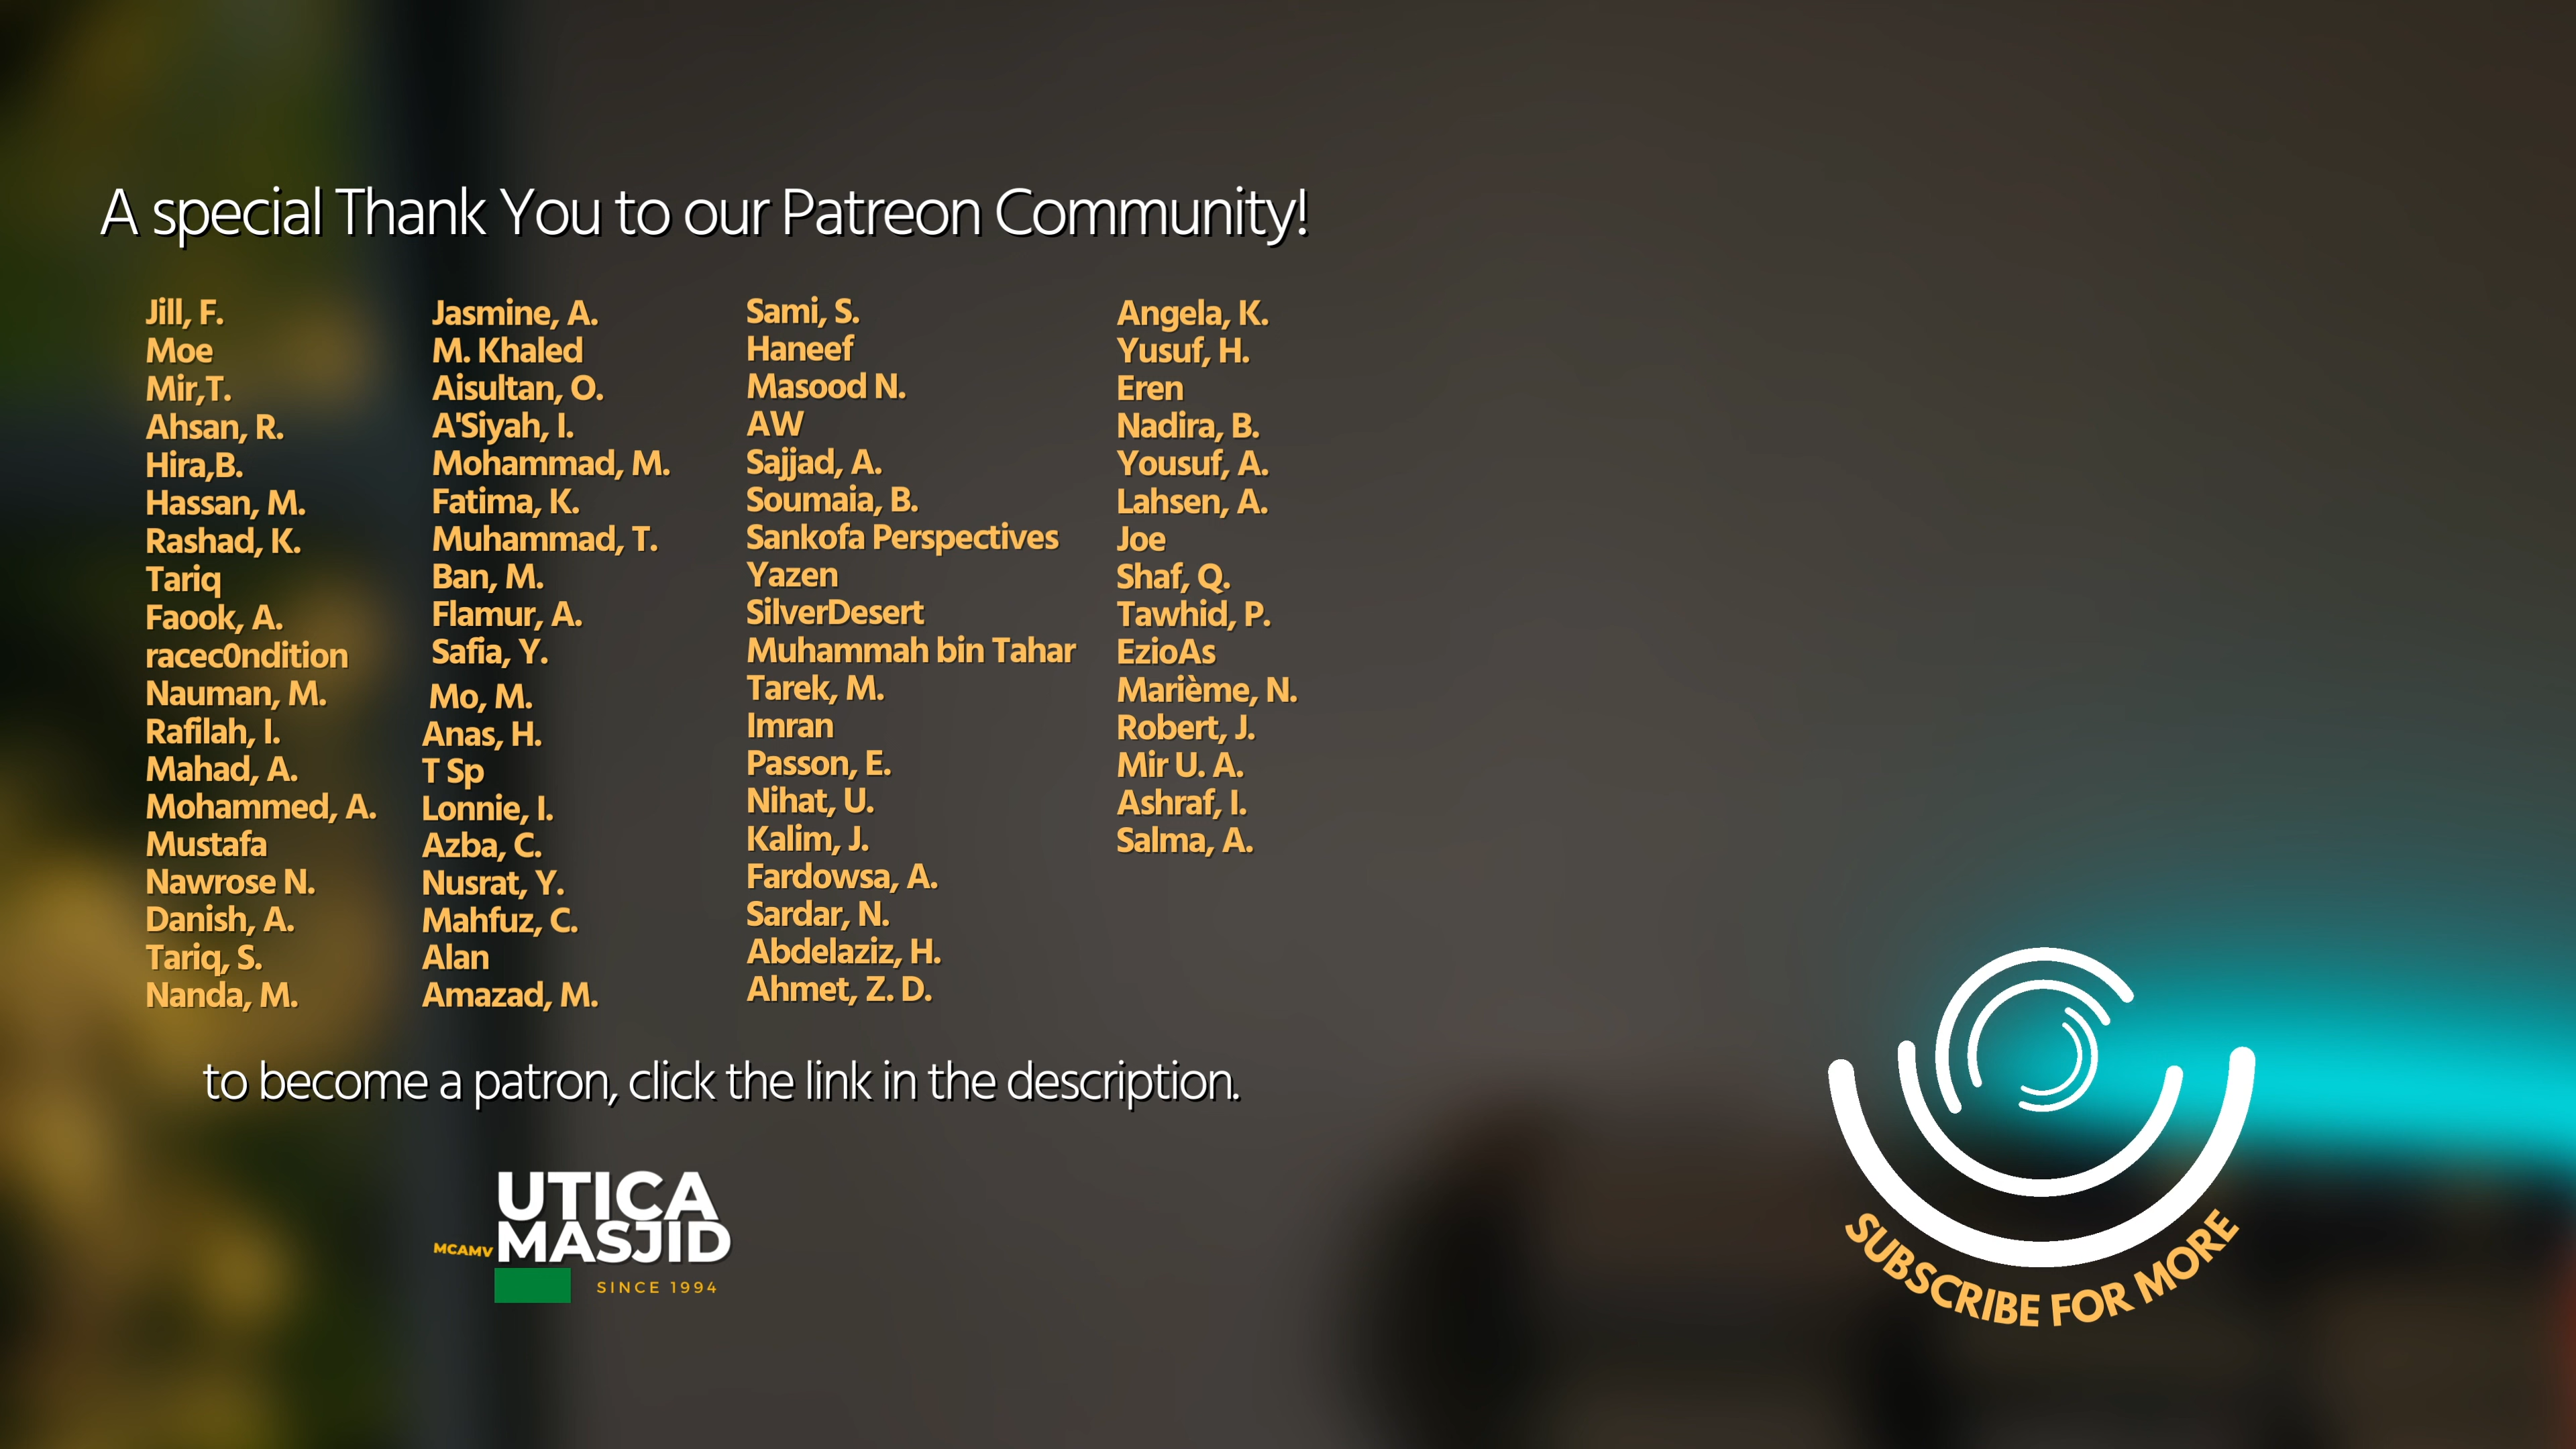 A special Thank You to our Patreon Community!
Jill, F.
Moe
Mir,T.
Ahsan, R.
Hira,B.
Hassan, M.
Rashad, K.
Tariq
Faook, A.
racec0ndition
Nauman, M.
Rafilah, I.
Mahad, A.
Mohammed, A.
Mustafa
Nawrose N.
Danish, A.
Tariq, S.
Nanda, M.
Jasmine, A.
M. Khaled
Aisultan, O.
A'Siyah, I.
Mohammad, M.
Fatima, K.
Muhammad, T.
Ban, M.
Flamur, A.
Safia, Y.
Mo, M.
Anas, H.
T Sp
Lonnie, I.
Azba, C.
Nusrat, Y.
Mahfuz, C.
Alan
Amazad, M.
Sami, S.
Haneef
Masood N.
AW
Sajjad, A.
Soumaia, B.
Sankofa Perspectives
Yazen
SilverDesert
Muhammah bin Tahar
Tarek, M.
Imran
Passon, E.
Nihat, U.
Kalim, J.
Fardowsa, A.
Sardar, N.
Abdelaziz, H.
Ahmet, Z. D.
Angela, K.
Yusuf, H.
Eren
Nadira, B.
Yousuf, A.
Lahsen, A.
Joe
Shaf, Q.
Tawhid, P.
EzioAs
Marième, N.
Robert, J.
Mir U. A.
Ashraf, I.
Salma, A.
to become a patron, click the link in the description.
UTICA
MCAMV MASJID
SINCE 1994
SUBSCRIBE FOR MORE